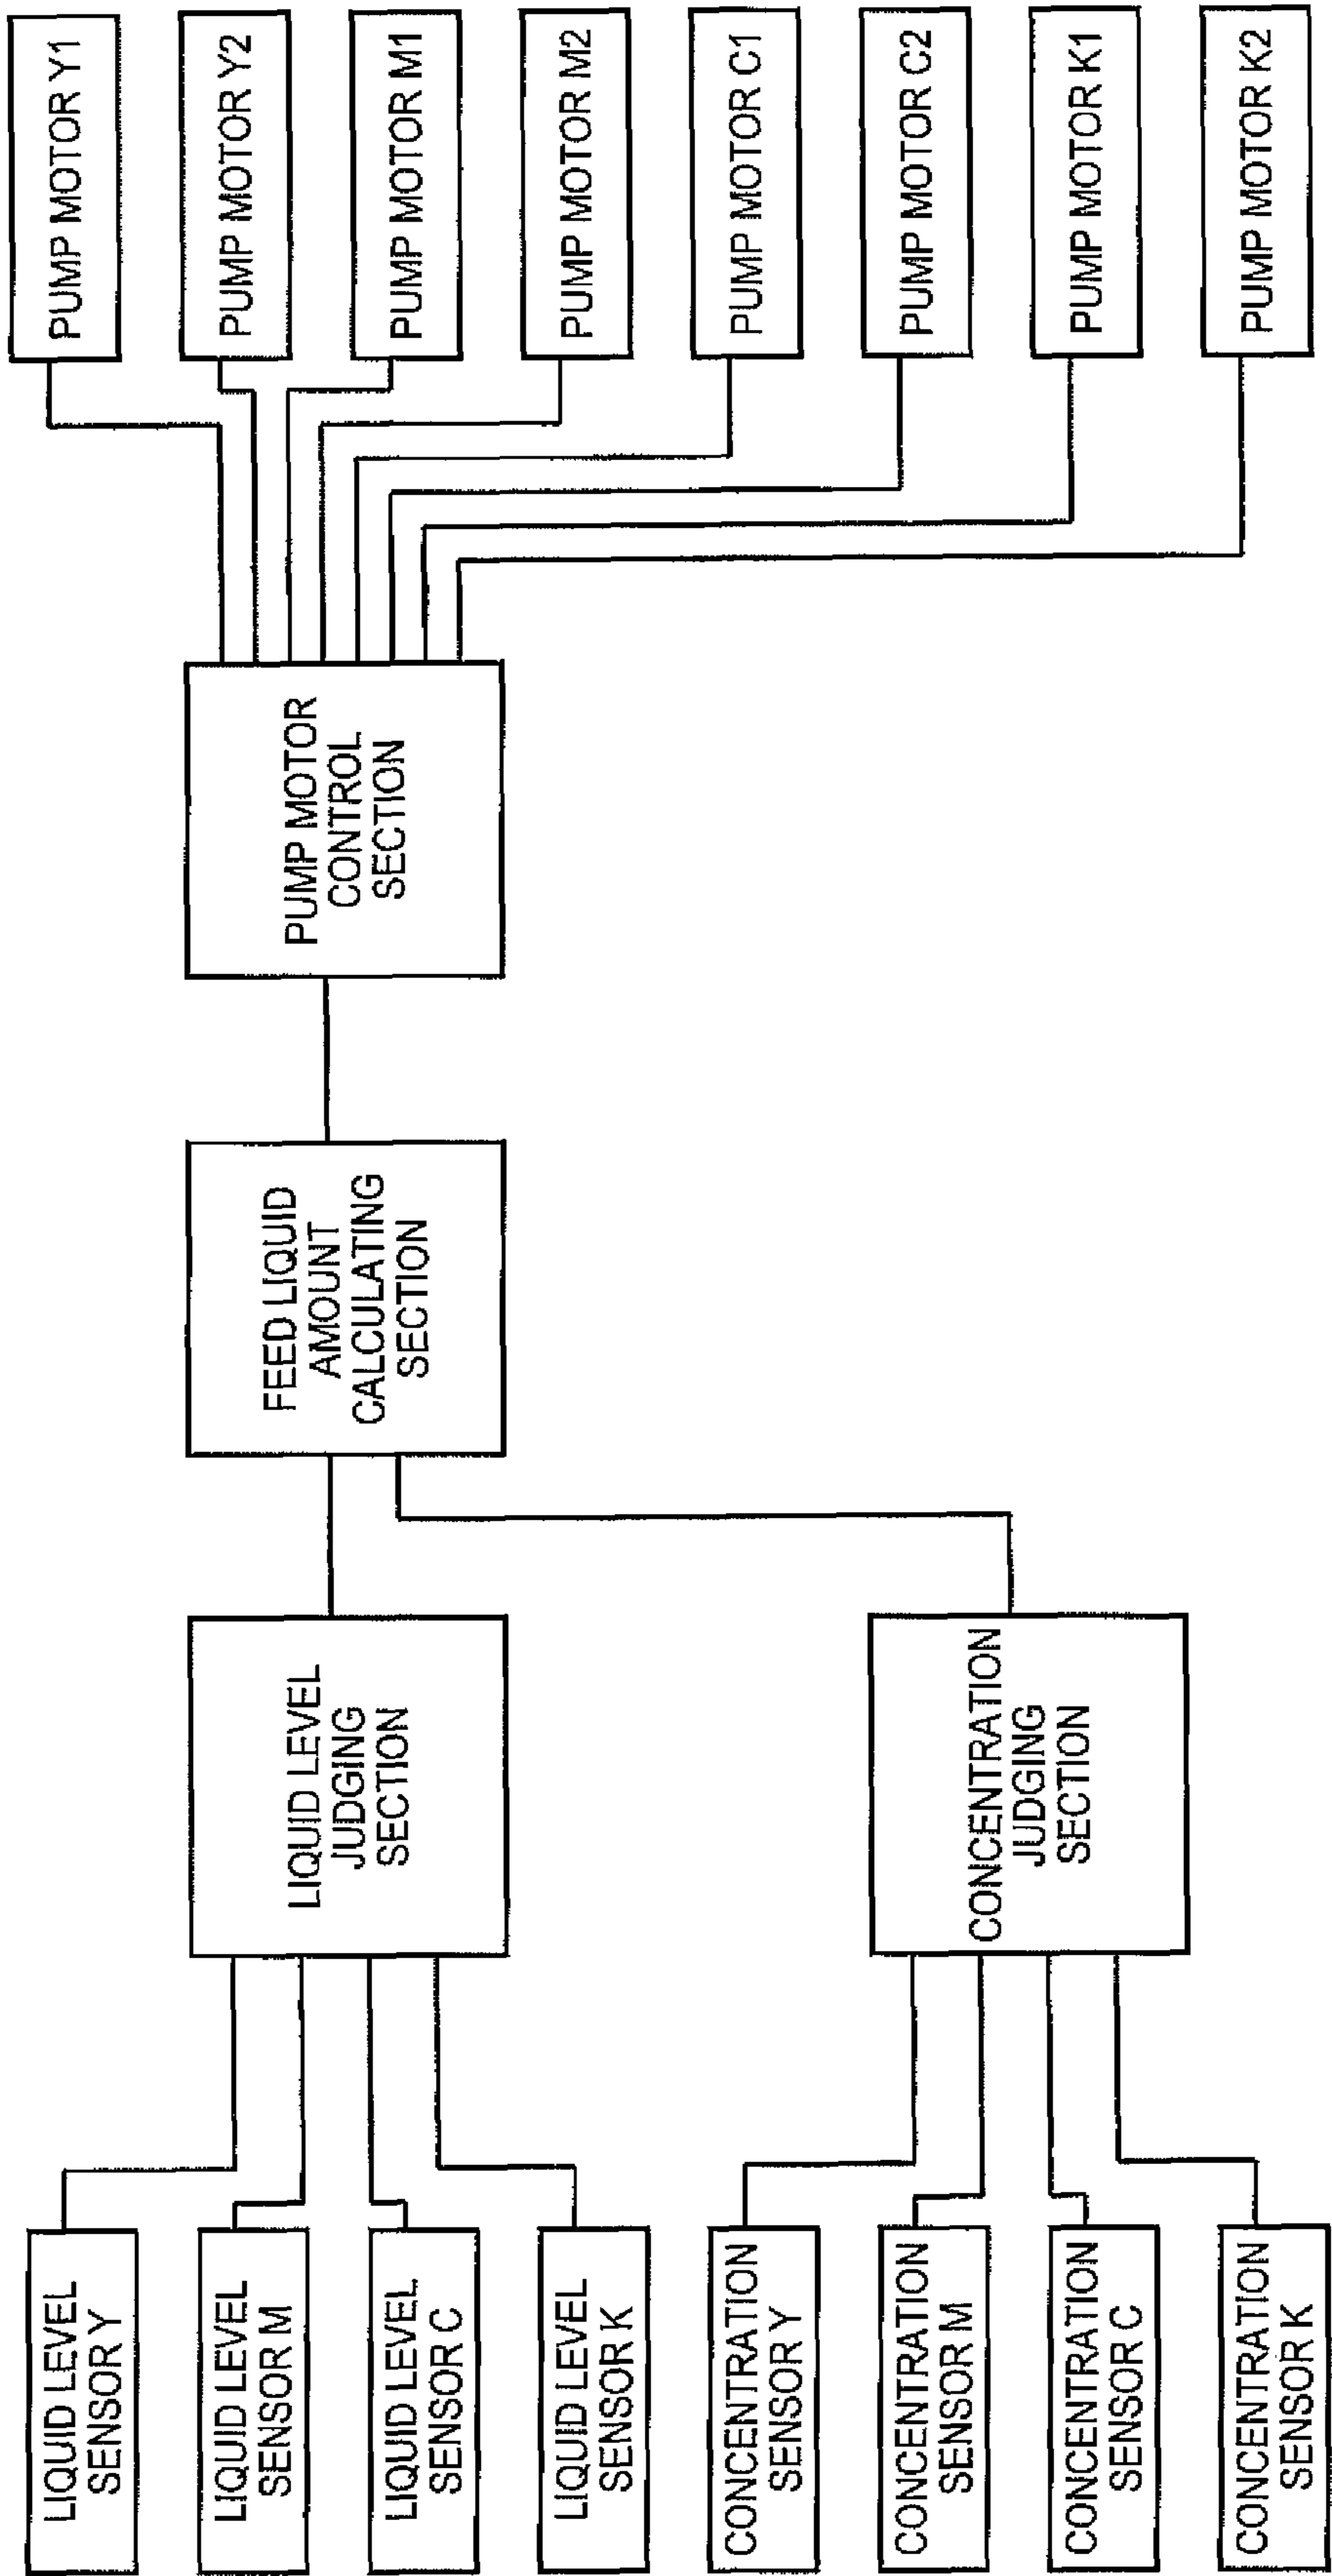 LIQUID LEVEL
SENSOR Y
LIQUID LEVEL
SENSOR M
LIQUID LEVEL
SENSOR C
LIQUID LEVEL
SENSOR K
CONCENTRATION
SENSOR Y
CONCENTRATION
SENSOR M
CONCENTRATION
SENSOR C
CONCENTRATION
SENSOR K
LIQUID LEVEL
JUDGING
SECTION
CONCENTRATION
JUDGING
SECTION
FEED LIQUID
AMOUNT
CALCULATING
SECTION
PUMP MOTOR
CONTROL
SECTION
PUMP MOTOR Y1
PUMP MOTOR Y2
PUMP MOTOR M1
PUMP MOTOR M2
PUMP MOTOR C1
PUMP MOTOR C2
PUMP MOTOR K1
PUMP MOTOR K2